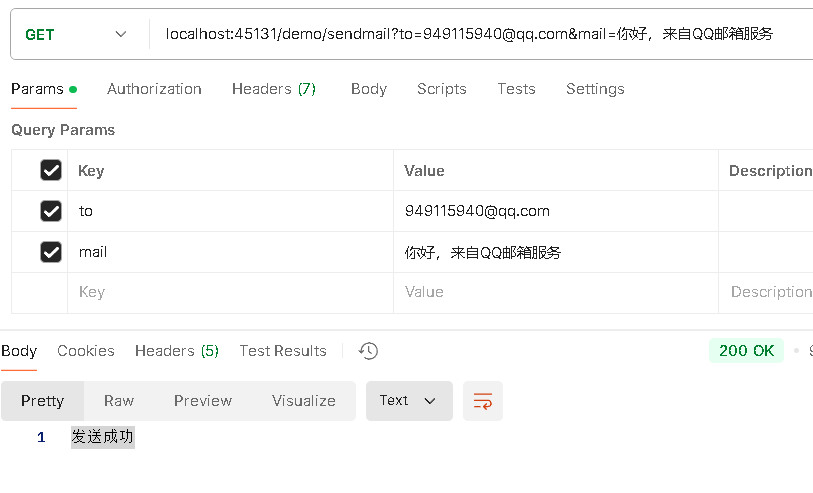 GET localhost:45131/demo/sendmail?to=949115940@qq.com&mail=你好，来自QQ邮箱服务
Params Authorization Headers (7) Body Scripts Tests Settings
Query Params
Key Value Description
to 949115940@qq.com
mail 你好，来自QQ邮箱服务
Key Value Description
Body Cookies Headers (5) Test Results 200 OK
Pretty Raw Preview Visualize Text
1 发送成功